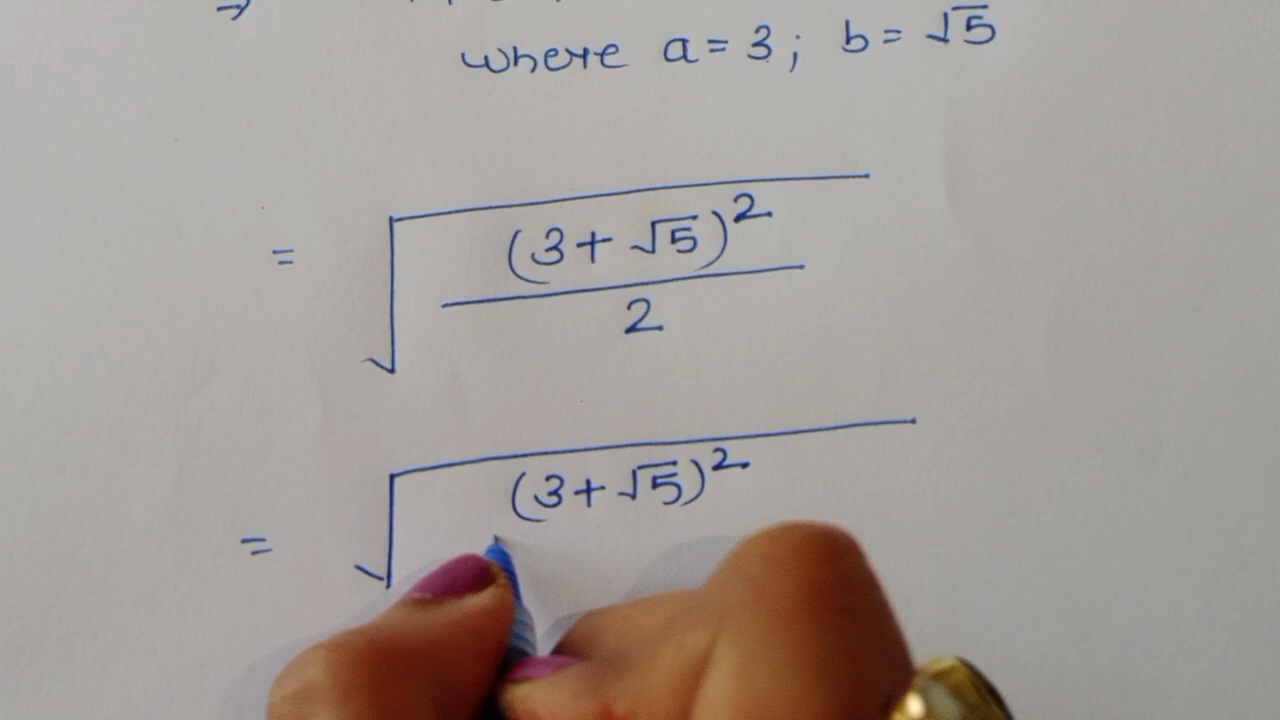 ⇒
where a = 3 ; b = √5
= √((3 + √5)² / 2)
= √((3 + √5)²